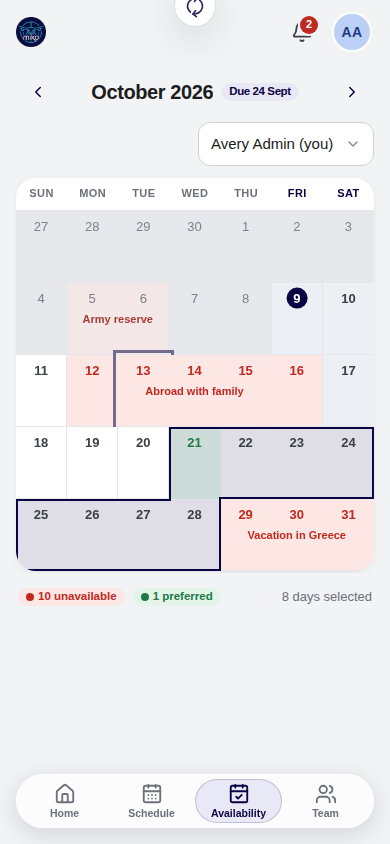 miko
2
AA
October 2026 Due 24 Sept
Avery Admin (you)
SUN MON TUE WED THU FRI SAT
27 28 29 30 1 2 3
4 5 6 7 8 9 10
Army reserve
11 12 13 14 15 16 17
Abroad with family
18 19 20 21 22 23 24
25 26 27 28 29 30 31
Vacation in Greece
10 unavailable 1 preferred 8 days selected
Home Schedule Availability Team